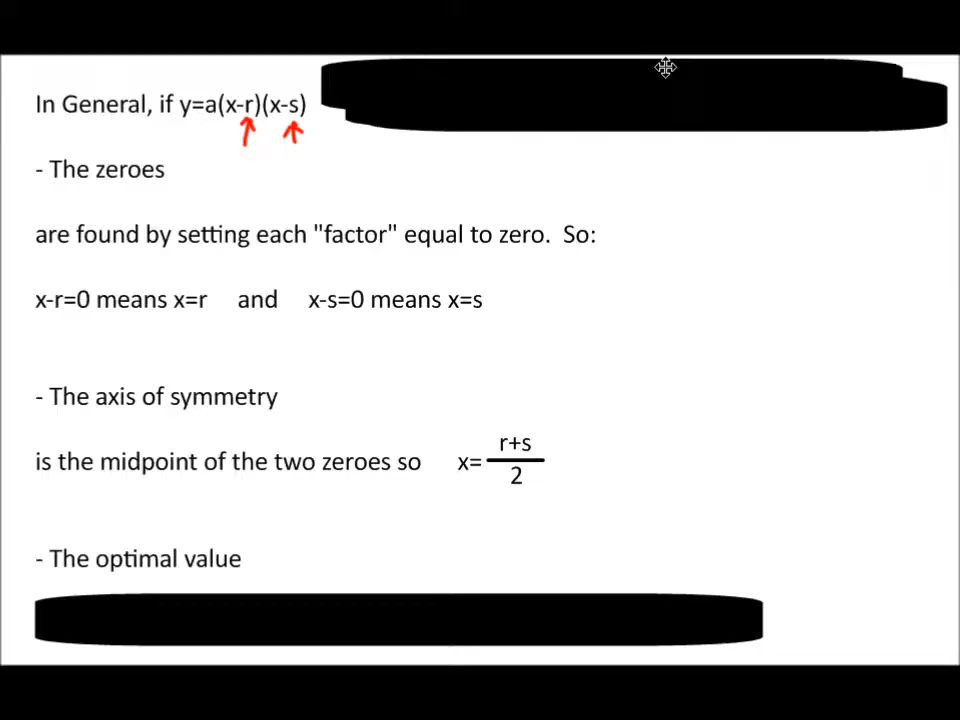 In General, if y=a(x-r)(x-s)
- The zeroes
are found by setting each "factor" equal to zero.  So:
x-r=0 means x=r    and    x-s=0 means x=s
- The axis of symmetry
is the midpoint of the two zeroes so    x= r+s
2
- The optimal value